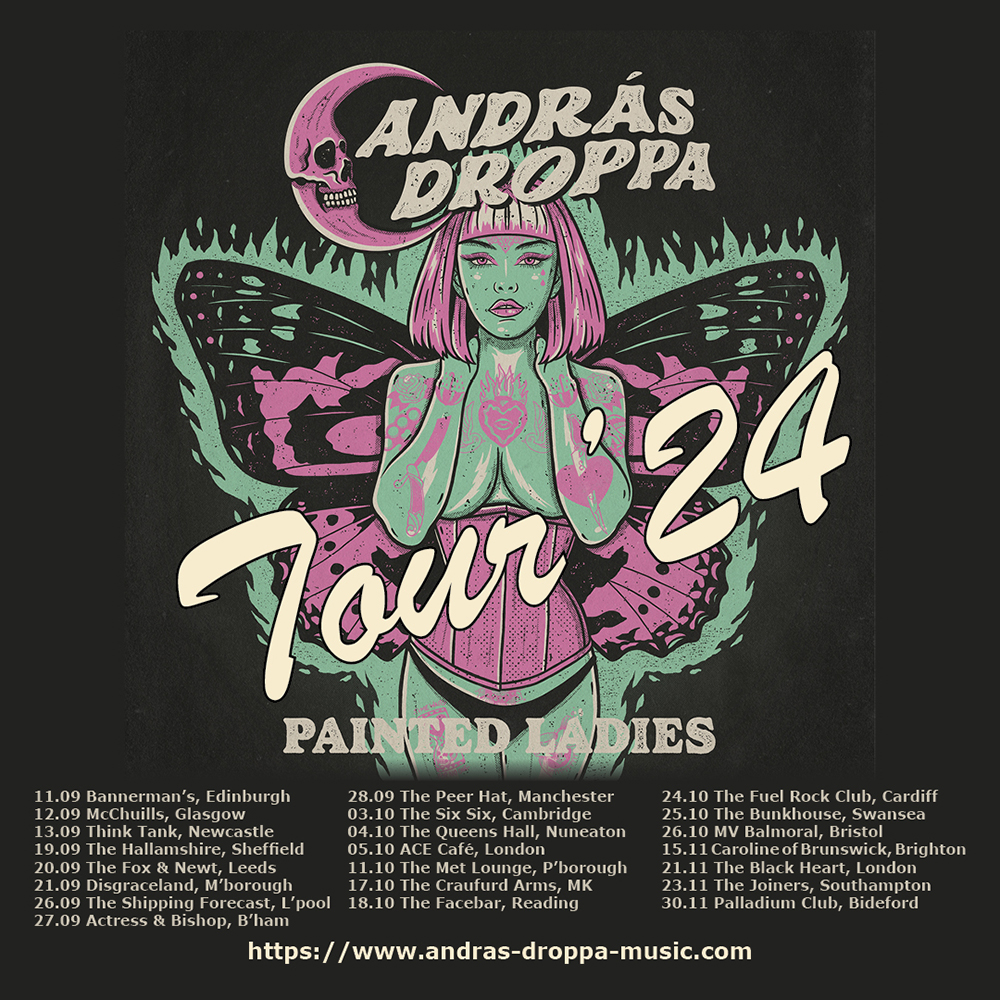 ANDRÁS
DROPPA
Tour '24
PAINTED LADIES
11.09 Bannerman's, Edinburgh
12.09 McChuills, Glasgow
13.09 Think Tank, Newcastle
19.09 The Hallamshire, Sheffield
20.09 The Fox & Newt, Leeds
21.09 Disgraceland, M'borough
26.09 The Shipping Forecast, L'pool
27.09 Actress & Bishop, B'ham
28.09 The Peer Hat, Manchester
03.10 The Six Six, Cambridge
04.10 The Queens Hall, Nuneaton
05.10 ACE Café, London
11.10 The Met Lounge, P'borough
17.10 The Craufurd Arms, MK
18.10 The Facebar, Reading
24.10 The Fuel Rock Club, Cardiff
25.10 The Bunkhouse, Swansea
26.10 MV Balmoral, Bristol
15.11 Caroline of Brunswick, Brighton
21.11 The Black Heart, London
23.11 The Joiners, Southampton
30.11 Palladium Club, Bideford
https://www.andras-droppa-music.com